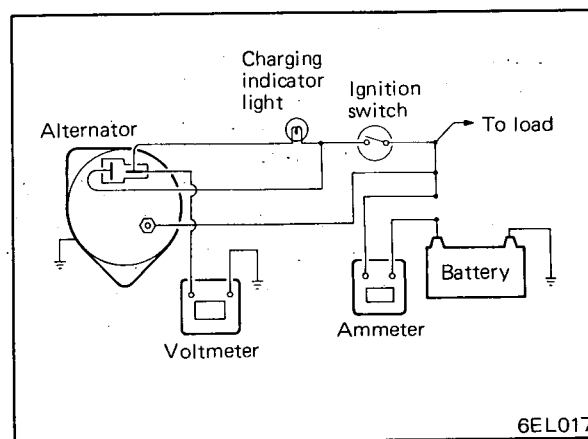 Charging
indicator
light
Ignition
switch
To load
Alternator
Battery
Voltmeter
Ammeter
6EL017